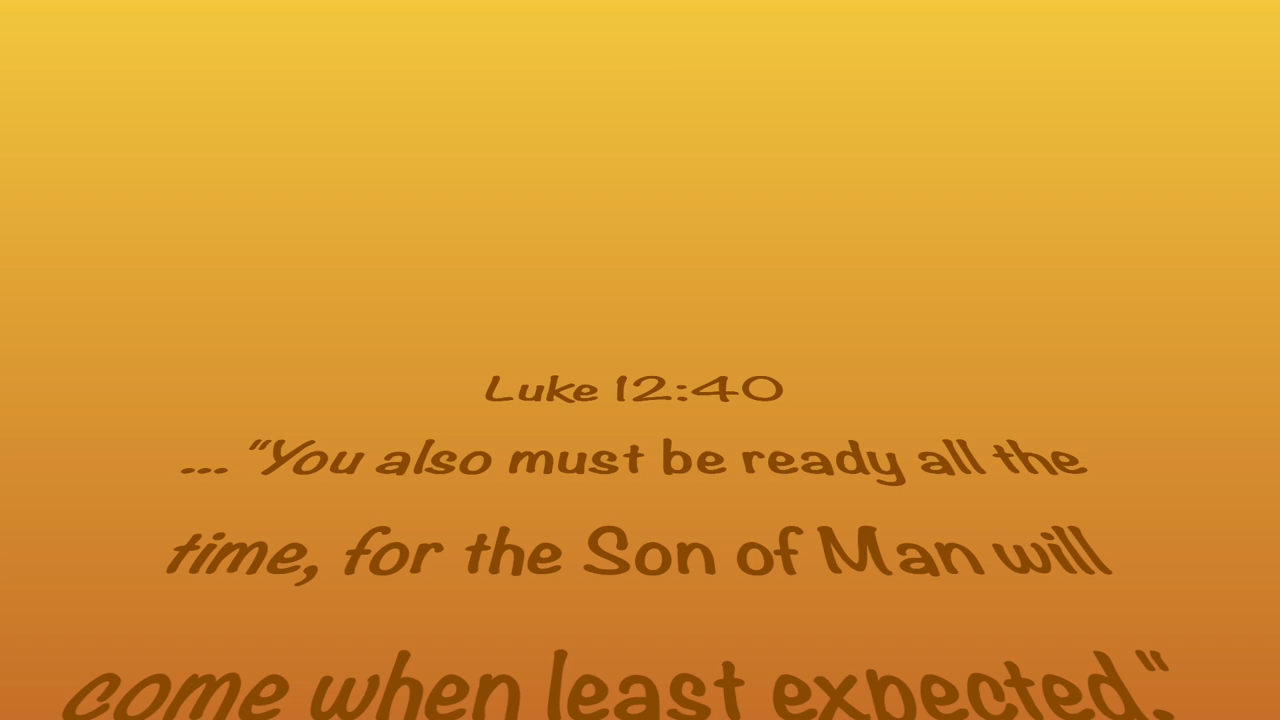 Luke 12:40
... "You also must be ready all the
time, for the Son of Man will
come when least expected."